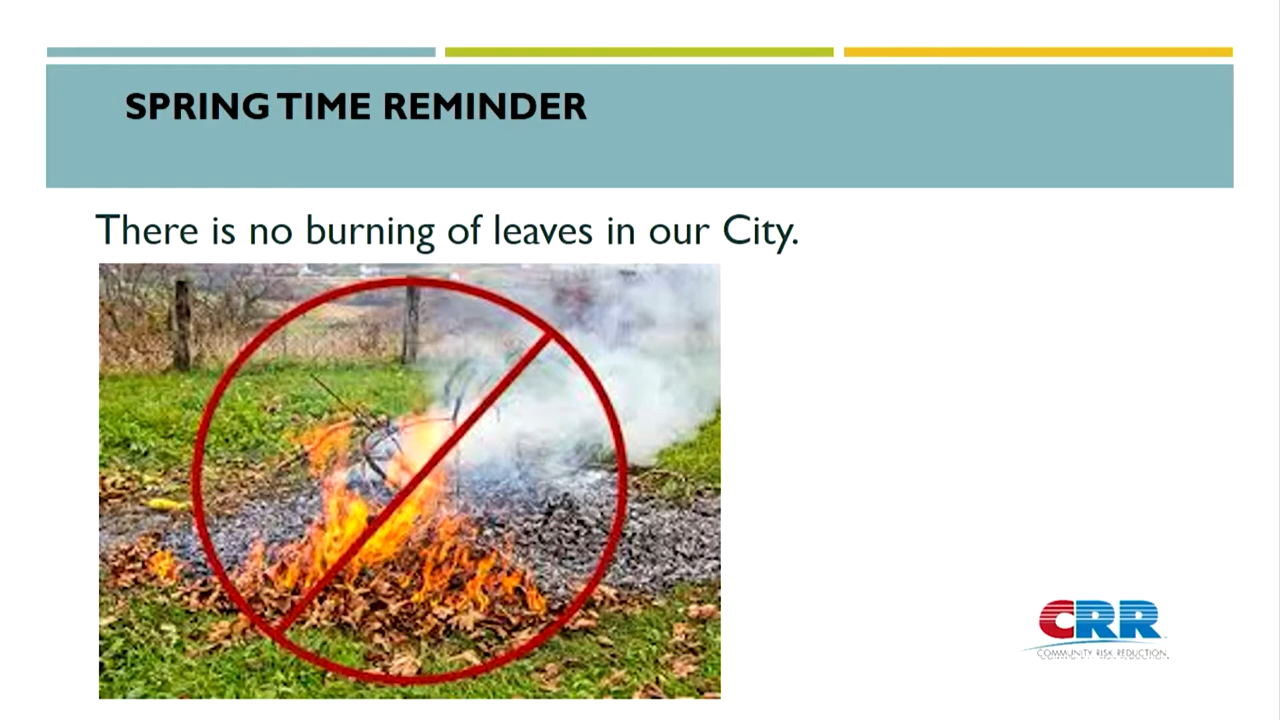 SPRING TIME REMINDER
There is no burning of leaves in our City.
CRR
COMMUNITY RISK REDUCTION